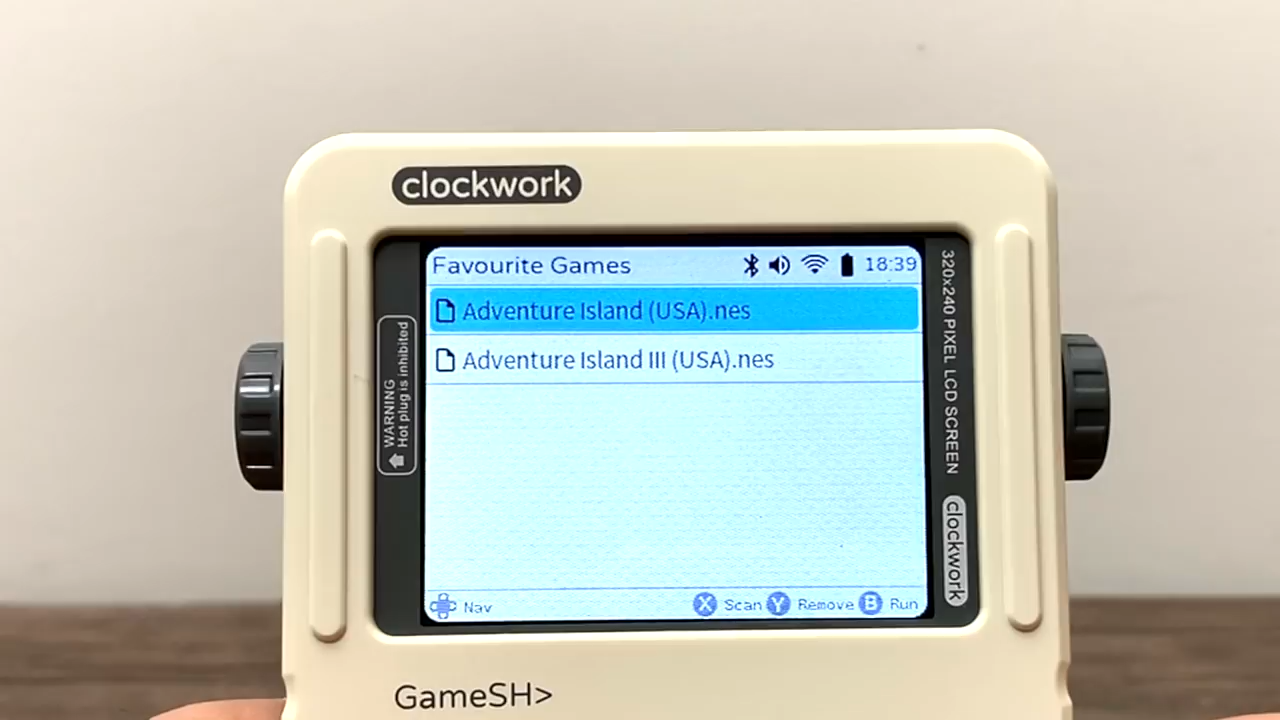 clockwork
Favourite Games
18:39
Adventure Island (USA).nes
Adventure Island III (USA).nes
Nav
X Scan Y Remove B Run
WARNING
Hot plug is inhibited
320x240 PIXEL LCD SCREEN
clockwork
GameSH>